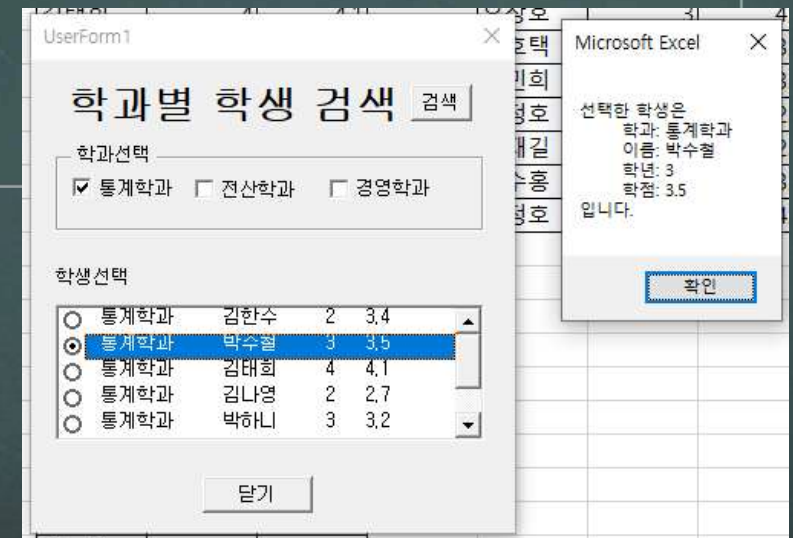 UserForm1
학과별 학생 검색
검색
학과선택
통계학과 전산학과 경영학과
학생선택
통계학과 김한수 2 3,4
통계학과 박수철 3 3,5
통계학과 김태희 4 4,1
통계학과 김나영 2 2,7
통계학과 박하니 3 3,2
닫기
Microsoft Excel
선택한 학생은
학과: 통계학과
이름: 박수철
학년: 3
학점: 3.5
입니다.
확인